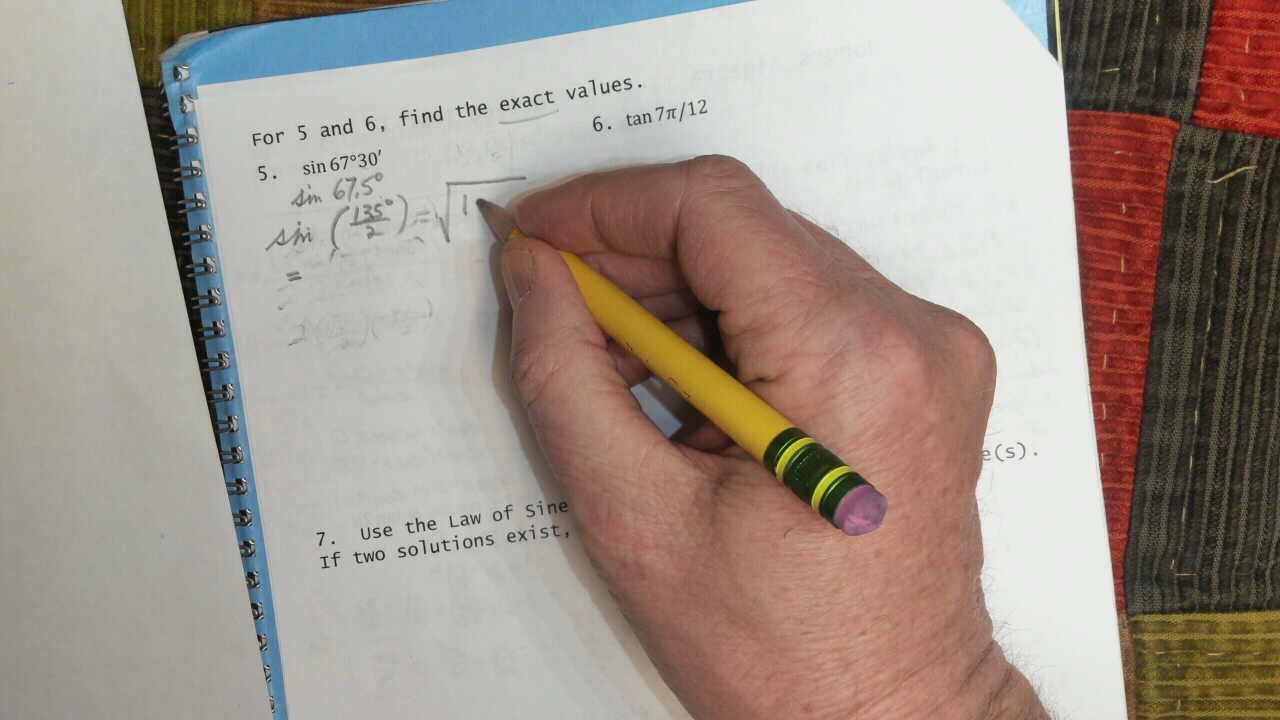 For 5 and 6, find the exact values.
5. sin 67°30′
6. tan 7π/12
sin 67.5°
sin (135°/2) = √1
=
7. Use the Law of Sine
If two solutions exist,
e(s).